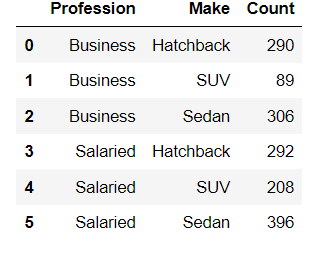 Profession Make Count
0 Business Hatchback 290
1 Business SUV 89
2 Business Sedan 306
3 Salaried Hatchback 292
4 Salaried SUV 208
5 Salaried Sedan 396